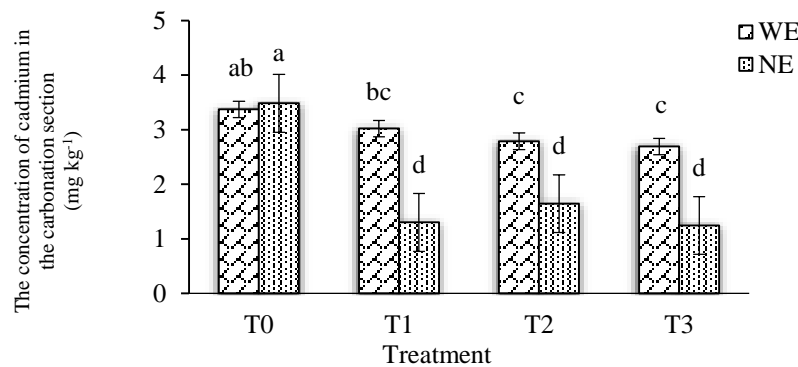 The concentration of cadmium in
the carbonation section
(mg kg⁻¹)
5
4
3
2
1
0
ab a
bc
d
c
d
c
d
WE
NE
T0 T1 T2 T3
Treatment